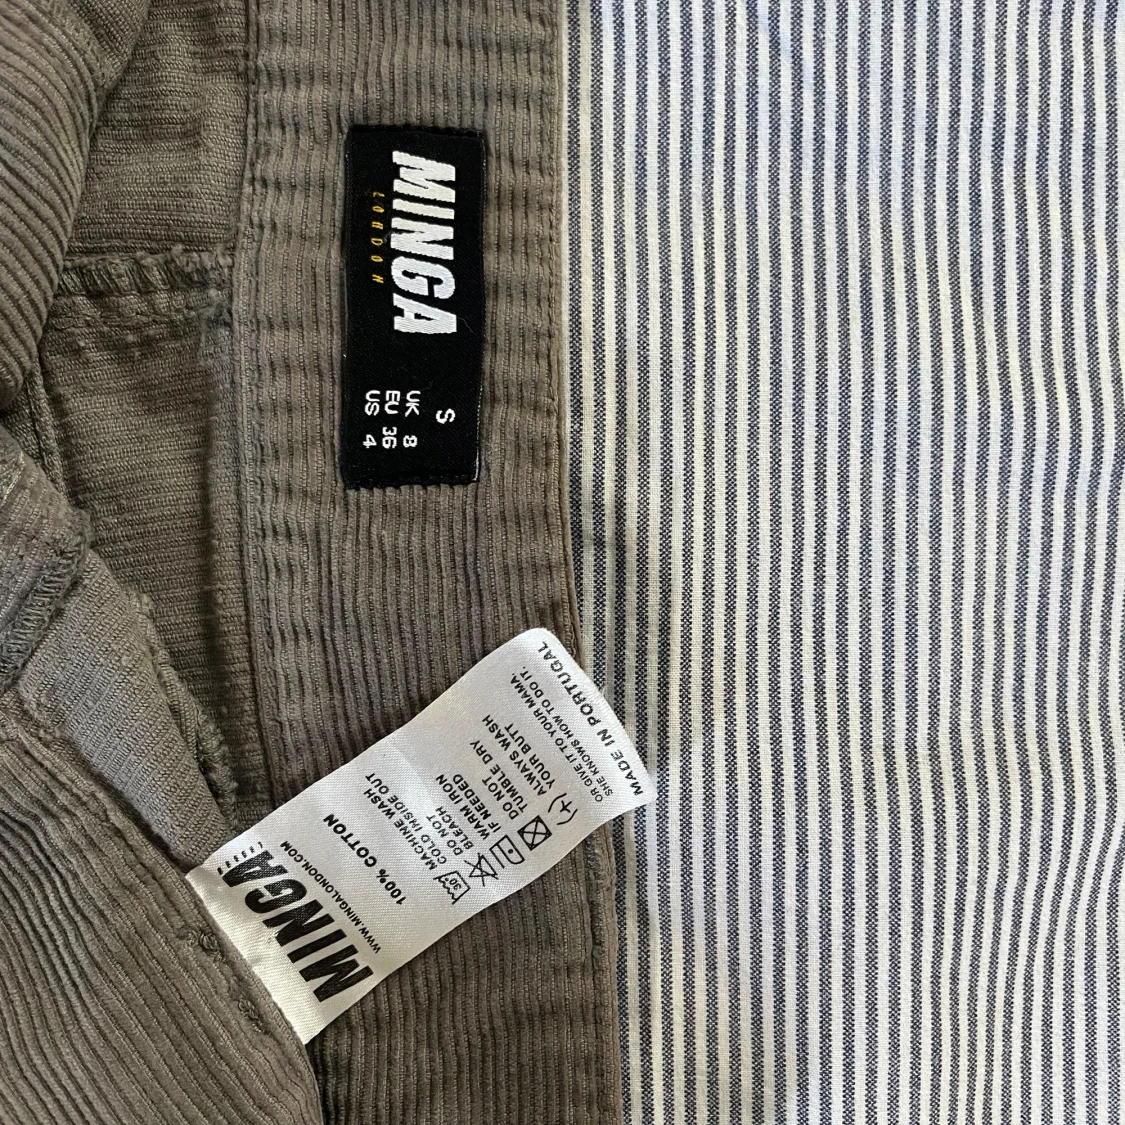 MINGA
LONDON
S
UK 8
EU 36
US 4
MINGA
WWW.MINGALONDON.COM
100% COTTON
30°
MACHINE WASH
COLD INSIDE OUT
DO NOT
BLEACH
WARM IRON
IF NEEDED
DO NOT
TUMBLE DRY
ALWAYS WASH
YOUR BUTT
OR GIVE IT TO YOUR MAMA
SHE KNOWS HOW TO DO IT.
MADE IN PORTUGAL